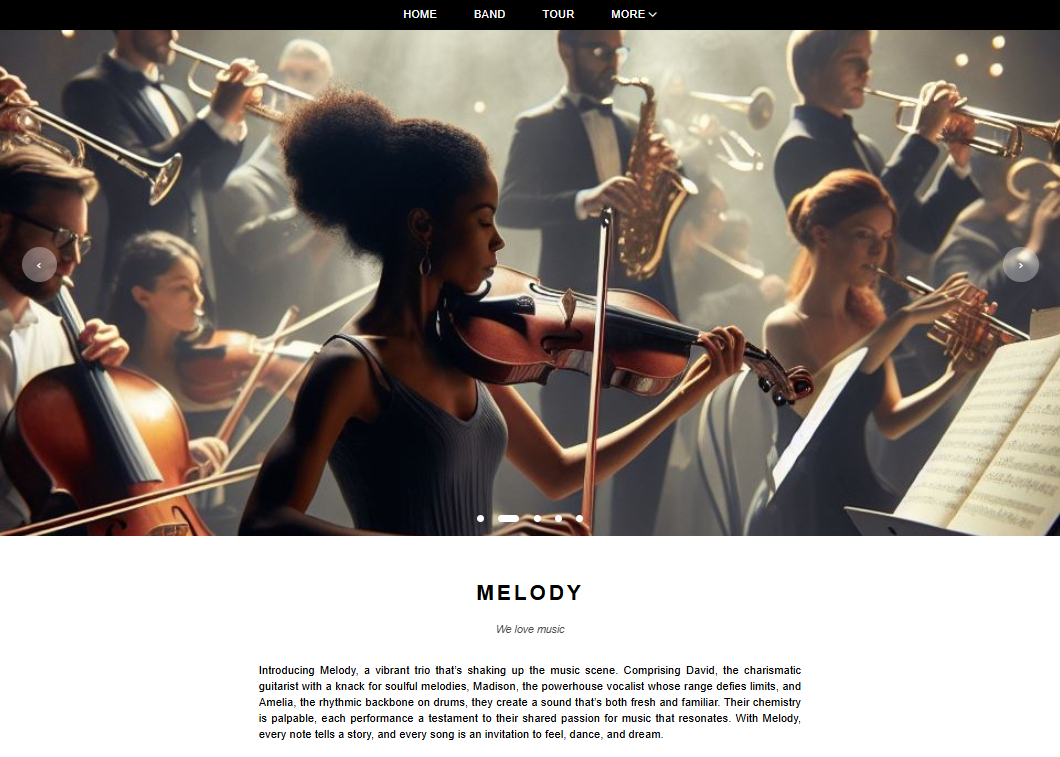 HOME BAND TOUR MORE
MELODY
We love music
Introducing Melody, a vibrant trio that's shaking up the music scene. Comprising David, the charismatic
guitarist with a knack for soulful melodies, Madison, the powerhouse vocalist whose range defies limits, and
Amelia, the rhythmic backbone on drums, they create a sound that's both fresh and familiar. Their chemistry
is palpable, each performance a testament to their shared passion for music that resonates. With Melody,
every note tells a story, and every song is an invitation to feel, dance, and dream.